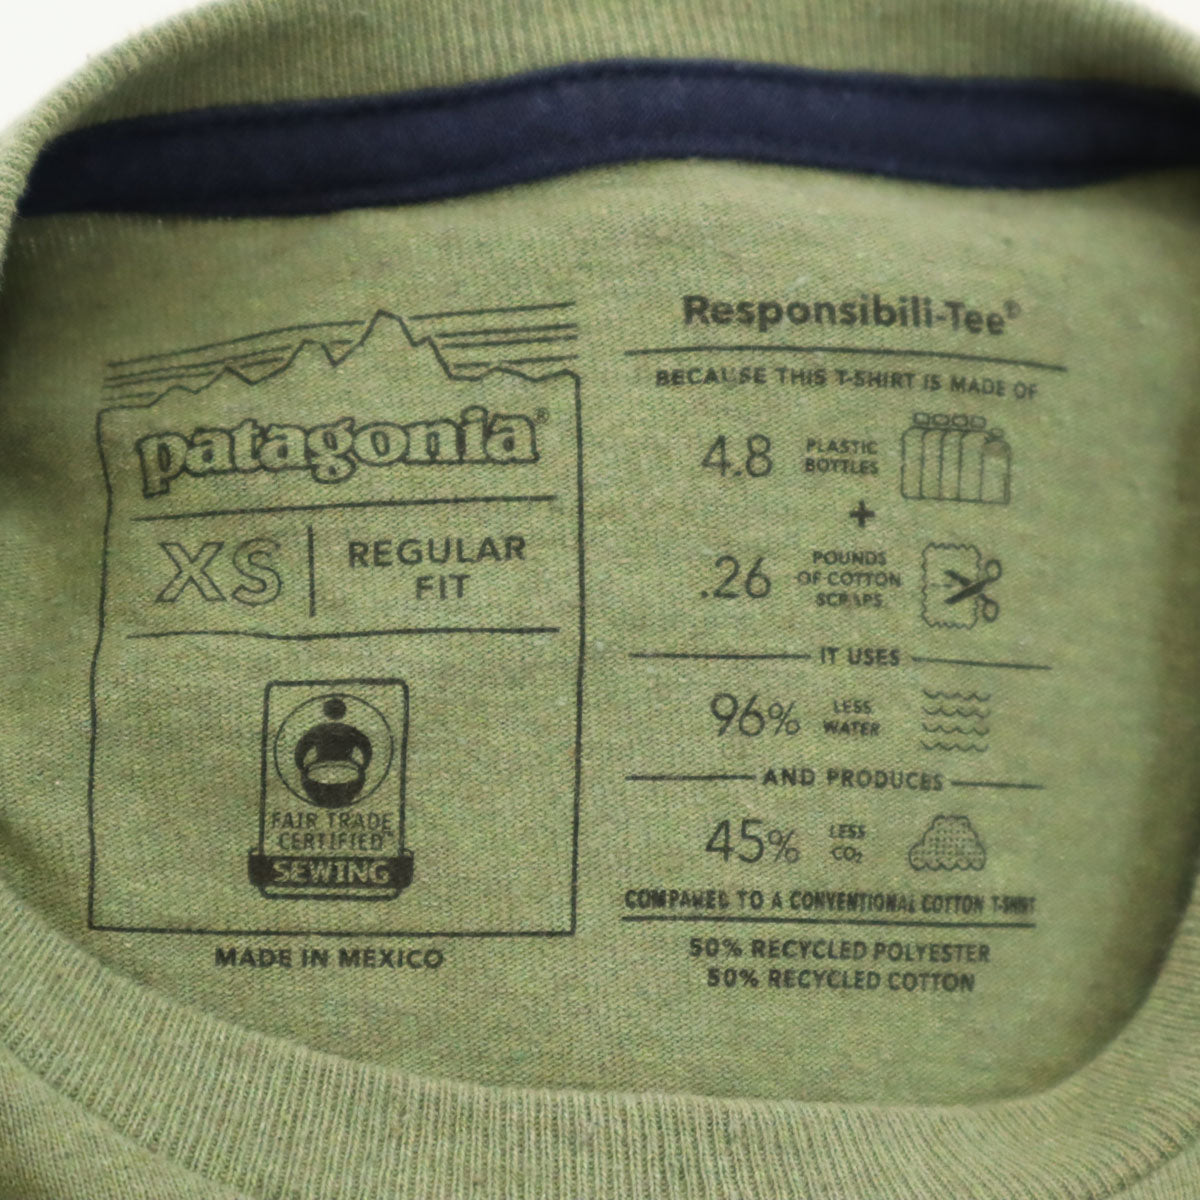 patagonia®
XS
REGULAR
FIT
FAIR TRADE
CERTIFIED™
SEWING
MADE IN MEXICO
Responsibili-Tee®
BECAUSE THIS T-SHIRT IS MADE OF
4.8 PLASTIC
BOTTLES
+
.26 POUNDS
OF COTTON
SCRAPS
IT USES
96% LESS
WATER
AND PRODUCES
45% LESS
CO₂
COMPARED TO A CONVENTIONAL COTTON T-SHIRT
50% RECYCLED POLYESTER
50% RECYCLED COTTON